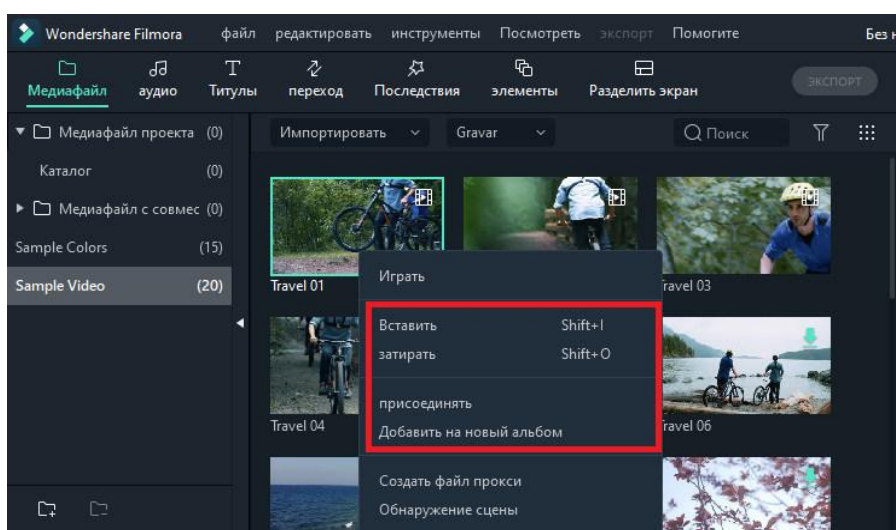 Wondershare Filmora файл редактировать инструменты Посмотреть экспорт Помогите Без
Медиафайл аудио Титулы переход Последствия элементы Разделить экран ЭКСПОРТ
Медиафайл проекта (0) Импортировать Gravar Поиск
Каталог (0)
Медиафайл с совмес (0)
Sample Colors (15)
Sample Video (20)
Travel 01
Travel 03
Играть
Вставить Shift+I
затирать Shift+O
присоединять
Добавить на новый альбом
Travel 04
Travel 06
Создать файл прокси
Обнаружение сцены